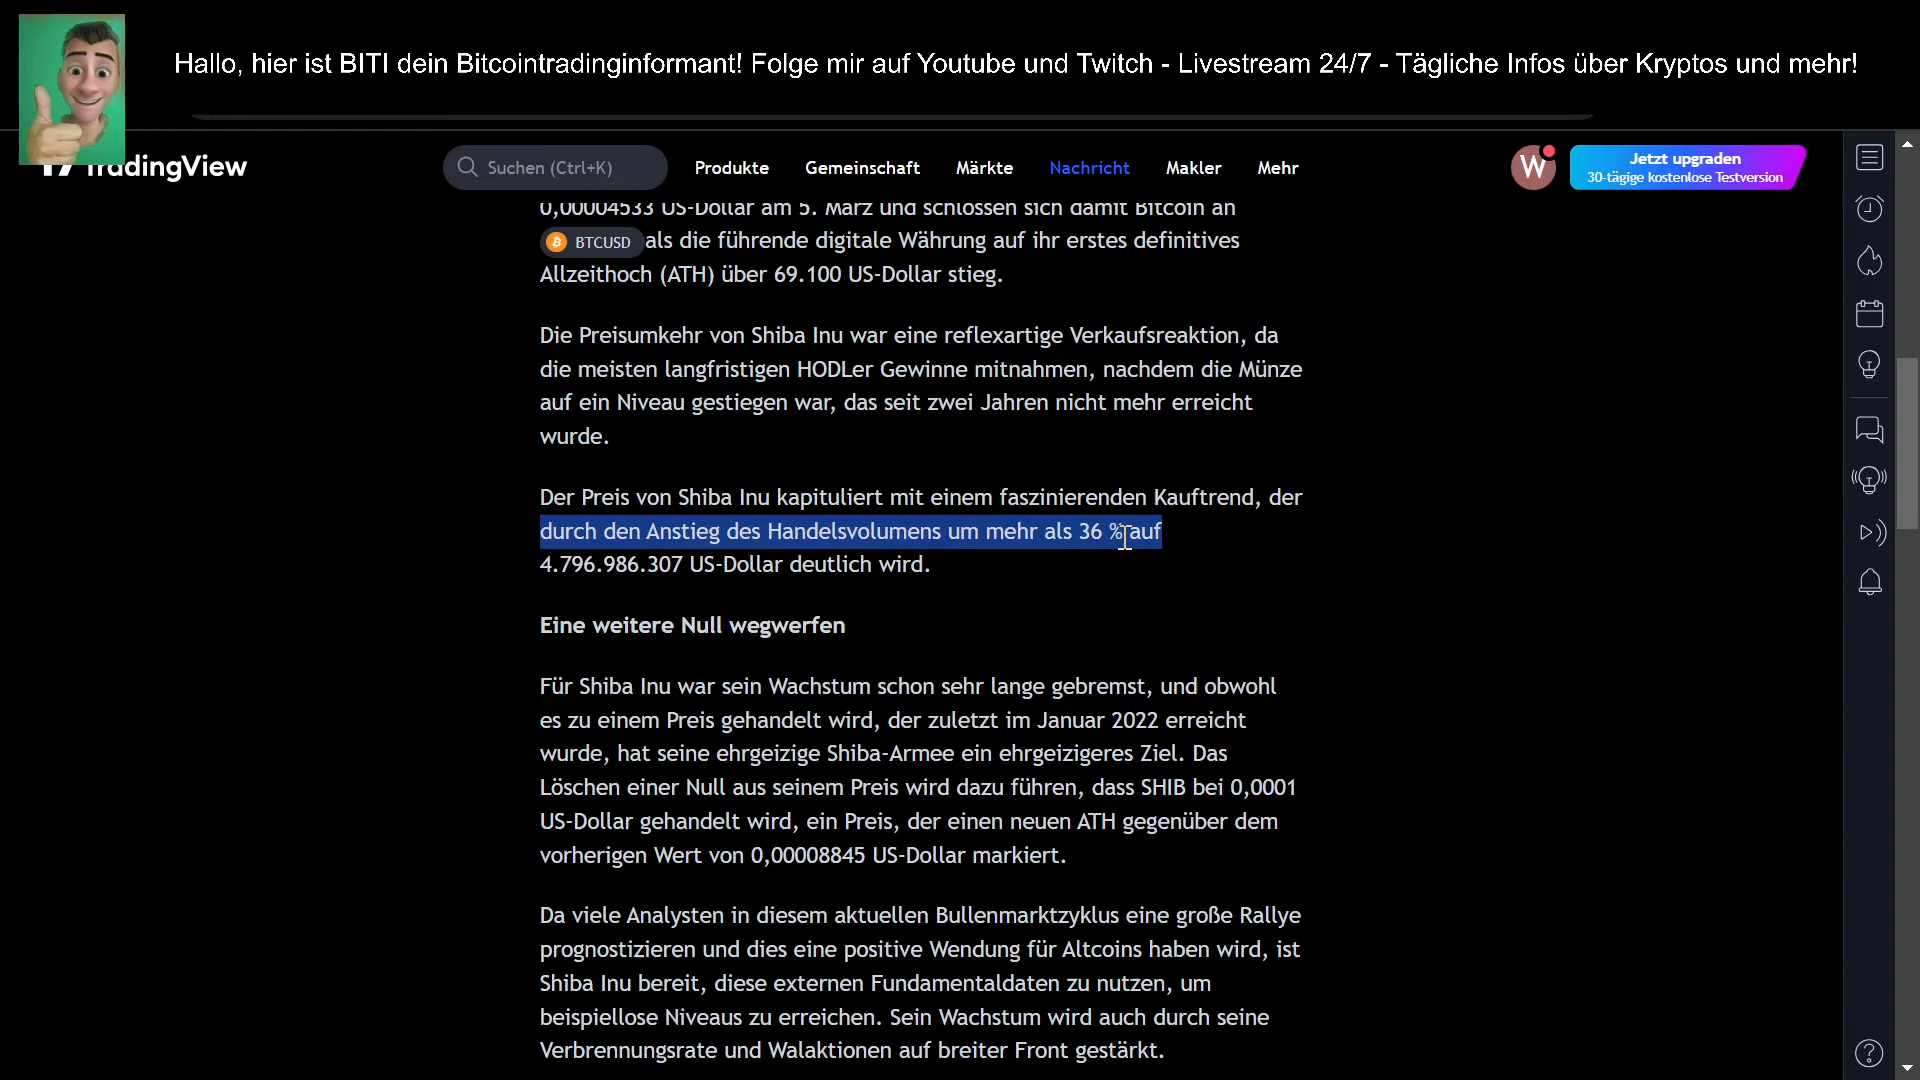 Hallo, hier ist BITI dein Bitcointradinginformant! Folge mir auf Youtube und Twitch - Livestream 24/7 - Tägliche Infos über Kryptos und mehr!
TradingView
Suchen (Ctrl+K)
Produkte
Gemeinschaft
Märkte
Nachricht
Makler
Mehr
W
Jetzt upgraden
30-tägige kostenlose Testversion
0,00004533 US-Dollar am 5. März und schlossen sich damit Bitcoin an
BTCUSD als die führende digitale Währung auf ihr erstes definitives
Allzeithoch (ATH) über 69.100 US-Dollar stieg.
Die Preisumkehr von Shiba Inu war eine reflexartige Verkaufsreaktion, da
die meisten langfristigen HODLer Gewinne mitnahmen, nachdem die Münze
auf ein Niveau gestiegen war, das seit zwei Jahren nicht mehr erreicht
wurde.
Der Preis von Shiba Inu kapituliert mit einem faszinierenden Kauftrend, der
durch den Anstieg des Handelsvolumens um mehr als 36 % auf
4.796.986.307 US-Dollar deutlich wird.
Eine weitere Null wegwerfen
Für Shiba Inu war sein Wachstum schon sehr lange gebremst, und obwohl
es zu einem Preis gehandelt wird, der zuletzt im Januar 2022 erreicht
wurde, hat seine ehrgeizige Shiba-Armee ein ehrgeizigeres Ziel. Das
Löschen einer Null aus seinem Preis wird dazu führen, dass SHIB bei 0,0001
US-Dollar gehandelt wird, ein Preis, der einen neuen ATH gegenüber dem
vorherigen Wert von 0,00008845 US-Dollar markiert.
Da viele Analysten in diesem aktuellen Bullenmarktzyklus eine große Rallye
prognostizieren und dies eine positive Wendung für Altcoins haben wird, ist
Shiba Inu bereit, diese externen Fundamentaldaten zu nutzen, um
beispiellose Niveaus zu erreichen. Sein Wachstum wird auch durch seine
Verbrennungsrate und Walaktionen auf breiter Front gestärkt.